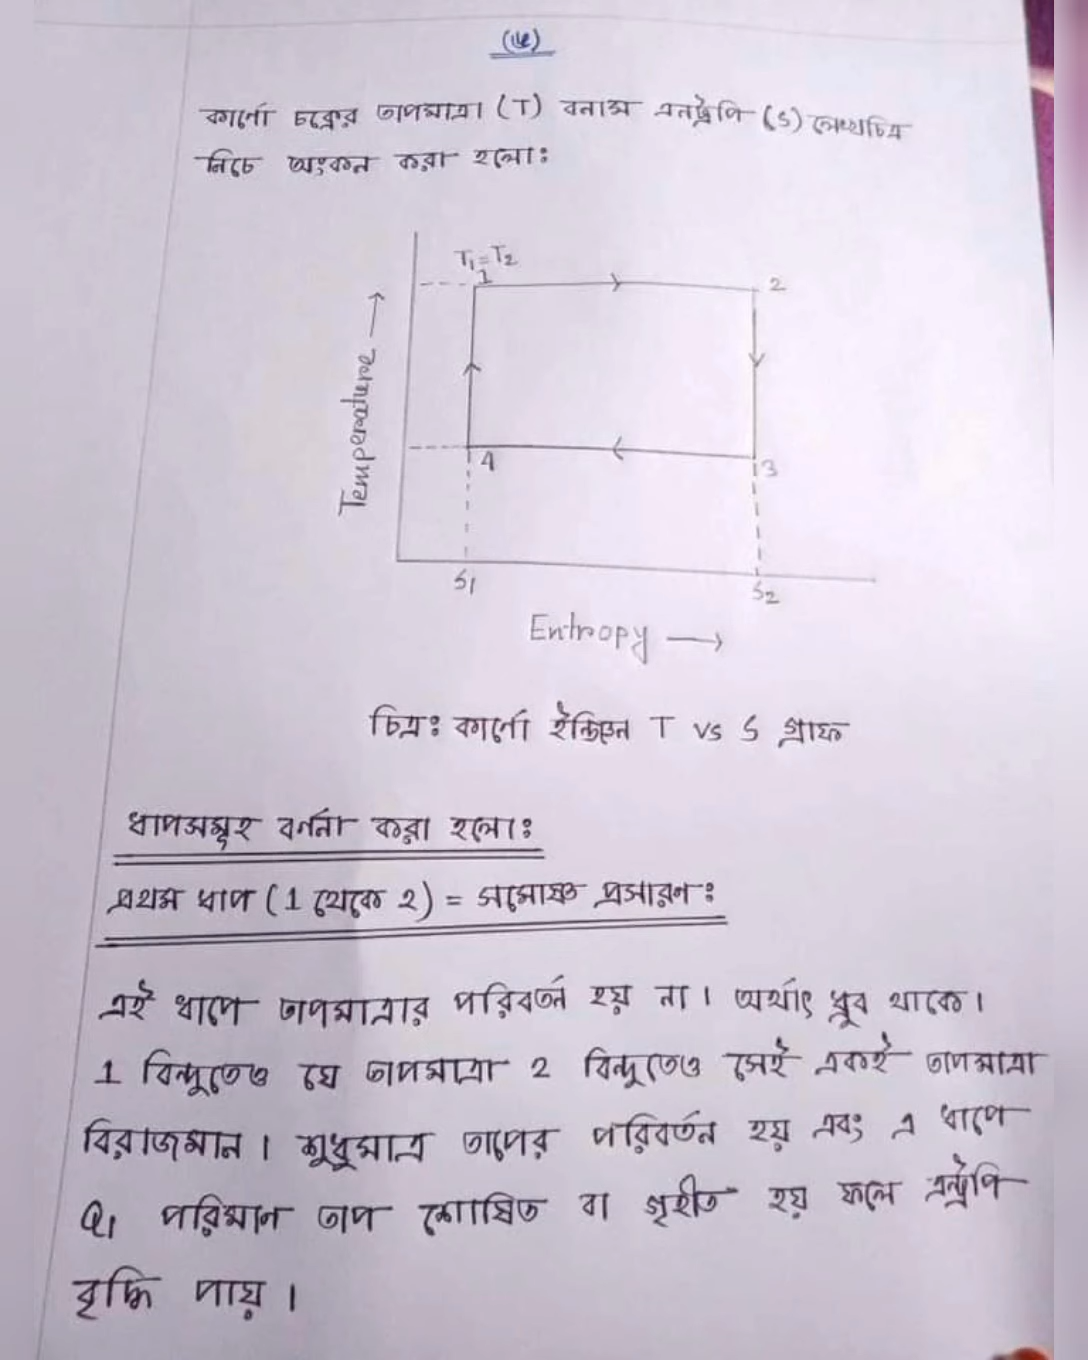 (৬)
কার্ণো চক্রের তাপমাত্রা (T) বনাম এনট্রপি (S) লেখচিত্র
নিচে অংকন করা হলোঃ
T₁=T₂
1
2
Temperature →
4
3
S₁
S₂
Entropy →
চিত্রঃ কার্ণো ইঞ্জিন T vs S গ্রাফ
ধাপসমূহ বর্ণনা করা হলোঃ
প্রথম ধাপ (1 থেকে 2) = সমোষ্ণ প্রসারণঃ
এই ধাপে তাপমাত্রার পরিবর্তন হয় না। অর্থাৎ ধ্রুব থাকে।
1 বিন্দুতেও যে তাপমাত্রা 2 বিন্দুতেও সেই একই তাপমাত্রা
বিরাজমান। শুধুমাত্র তাপের পরিবর্তন হয় এবং এ ধাপে
Q₁ পরিমান তাপ শোষিত বা গৃহীত হয় ফলে এন্ট্রপি
বৃদ্ধি পায়।